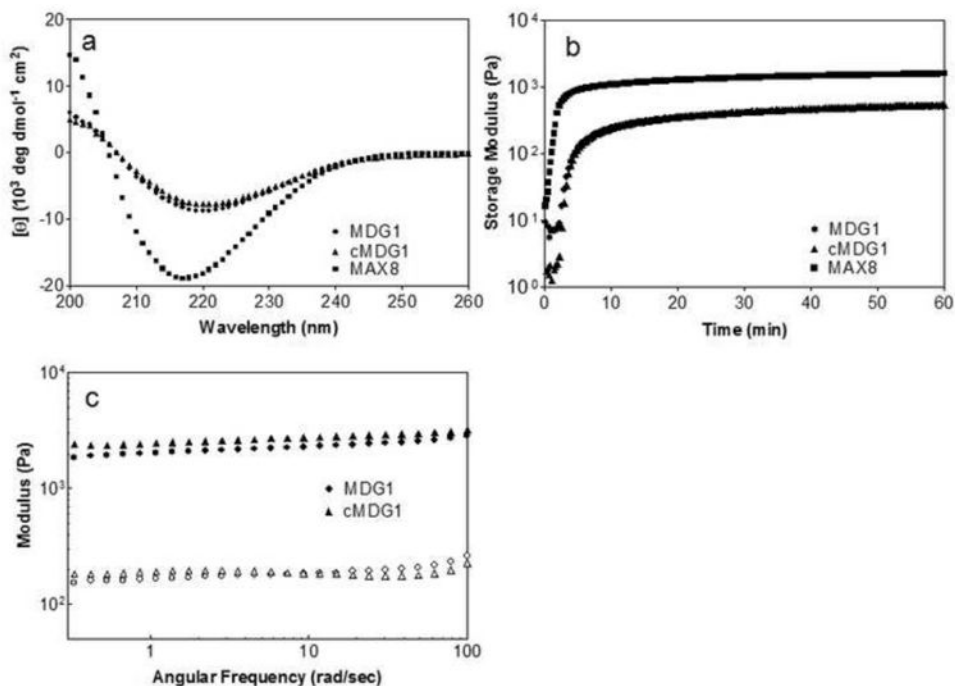 a
[Θ] (10³ deg dmol⁻¹ cm²)
20
10
0
-10
-20
MDG1
cMDG1
MAX8
200 210 220 230 240 250 260
Wavelength (nm)
b
Storage Modulus (Pa)
10⁴
10³
10²
10¹
10⁰
MDG1
cMDG1
MAX8
0 10 20 30 40 50 60
Time (min)
c
Modulus (Pa)
10⁴
10³
10²
MDG1
cMDG1
1 10 100
Angular Frequency (rad/sec)